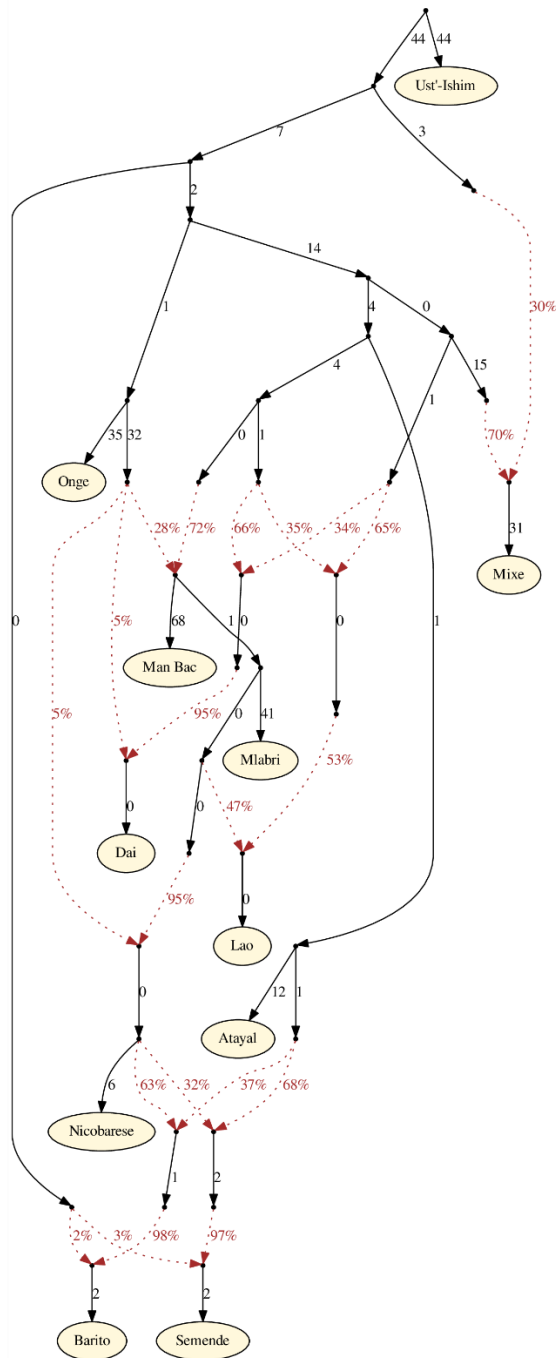 44 44
Ust'-Ishim
7 3
2
14
1
4 0 30%
4 15
35 32 0 1 1 70%
Onge
28% 72% 66% 35% 34% 65%
31
Mixe
0 5% 68 1 0 0 1
Man Bac
5% 95% 0 41 53%
Mlabri
0 0 47%
Dai
95% 0
Lao
0 12 1
Atayal
6 63% 32% 37% 68%
Nicobarese
1 2
2% 3% 98% 97%
2 2
Barito Semende